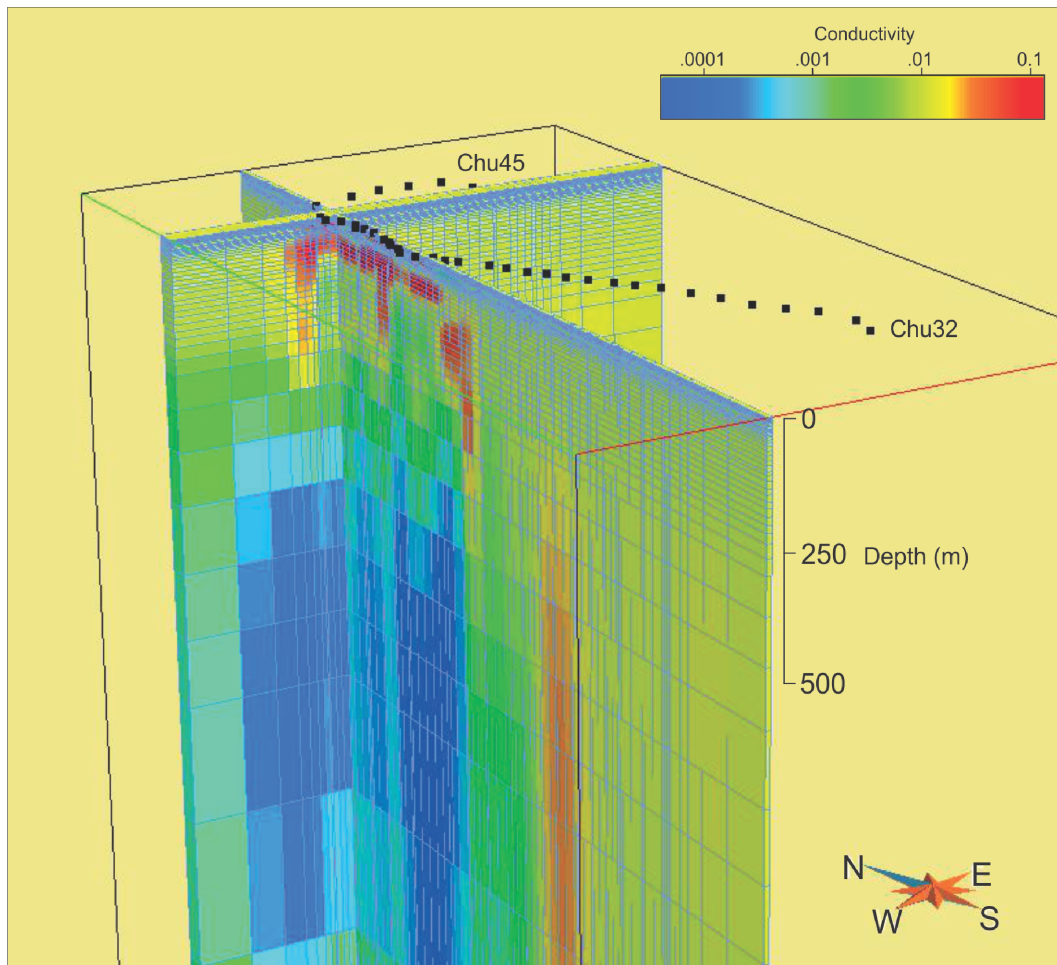 Conductivity
.0001 .001 .01 0.1
Chu45
Chu32
0
250 Depth (m)
500
N E
W S